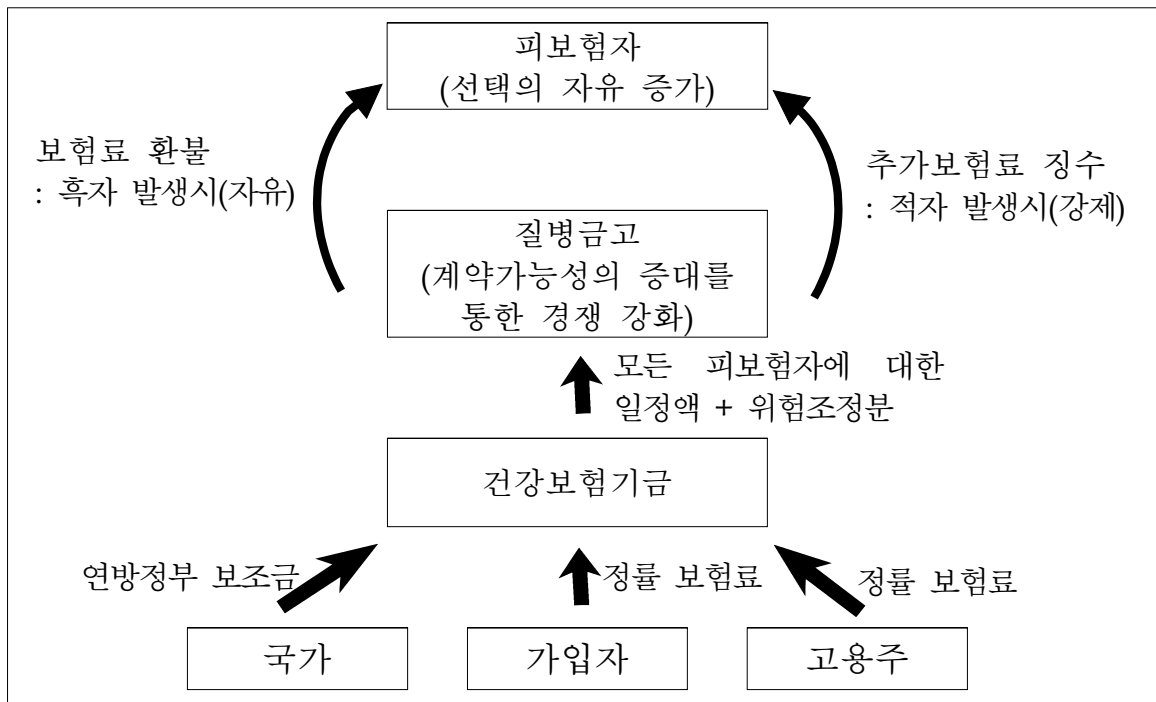 피보험자
(선택의 자유 증가)
보험료 환불
: 흑자 발생시(자유)
추가보험료 징수
: 적자 발생시(강제)
질병금고
(계약가능성의 증대를
통한 경쟁 강화)
모든 피보험자에 대한
일정액 + 위험조정분
건강보험기금
연방정부 보조금
정률 보험료
정률 보험료
국가
가입자
고용주